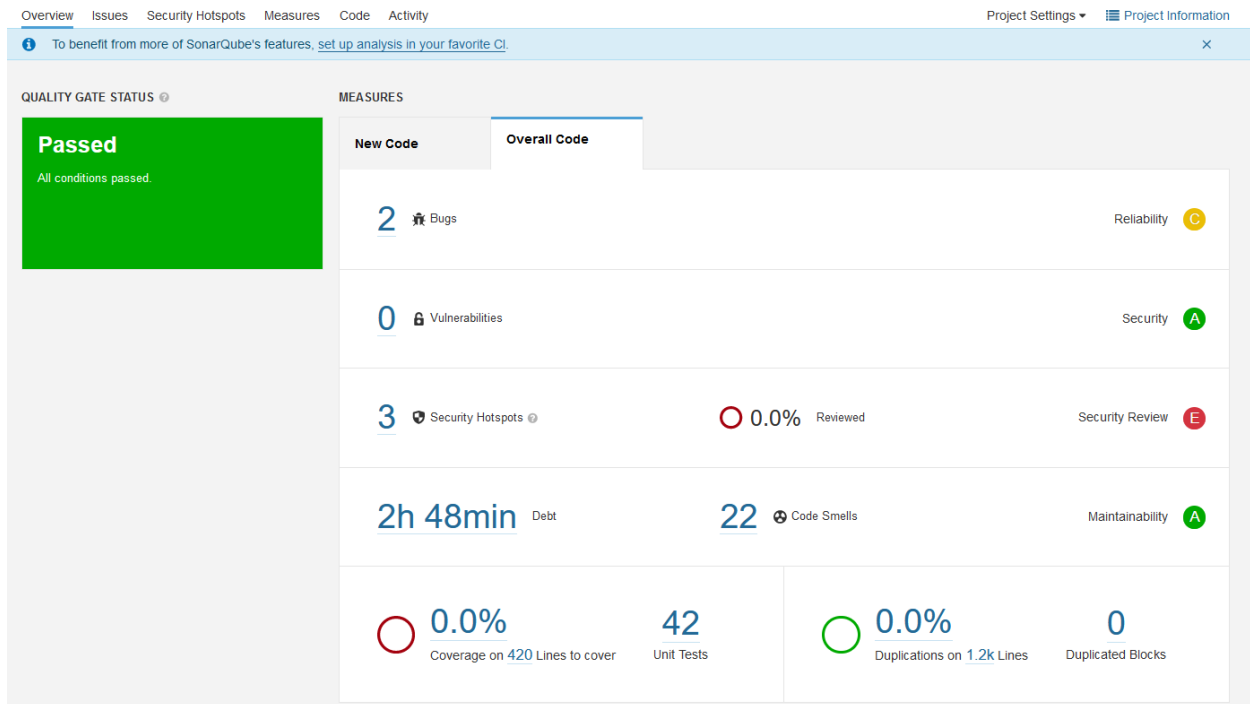 Overview Issues Security Hotspots Measures Code Activity Project Settings Project Information
To benefit from more of SonarQube's features, set up analysis in your favorite CI.
QUALITY GATE STATUS
MEASURES
Passed
All conditions passed.
New Code
Overall Code
2 Bugs Reliability C
0 Vulnerabilities Security A
3 Security Hotspots 0.0% Reviewed Security Review E
2h 48min Debt 22 Code Smells Maintainability A
0.0%
Coverage on 420 Lines to cover
42
Unit Tests
0.0%
Duplications on 1.2k Lines
0
Duplicated Blocks